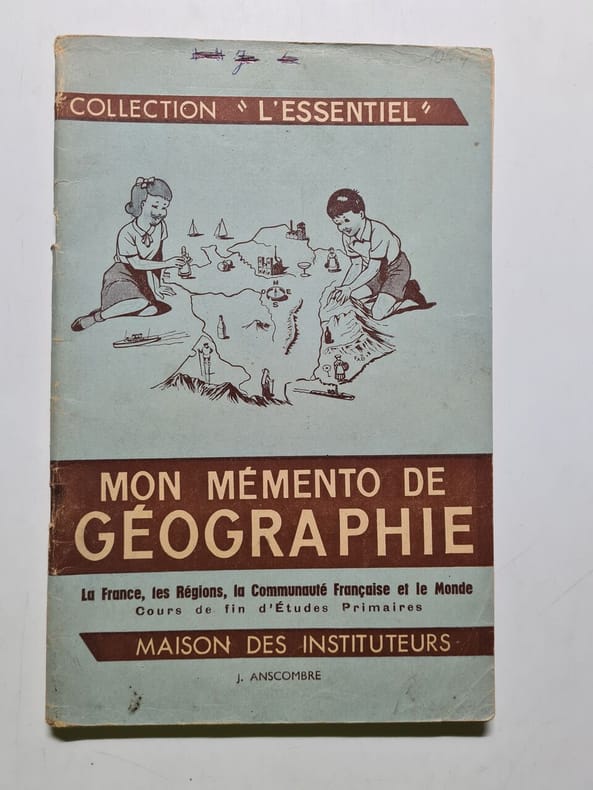 COLLECTION "L'ESSENTIEL"
N
E
S
MON MÉMENTO DE
GÉOGRAPHIE
La France, les Régions, la Communauté Française et le Monde
Cours de fin d'Études Primaires
MAISON DES INSTITUTEURS
J. ANSCOMBRE